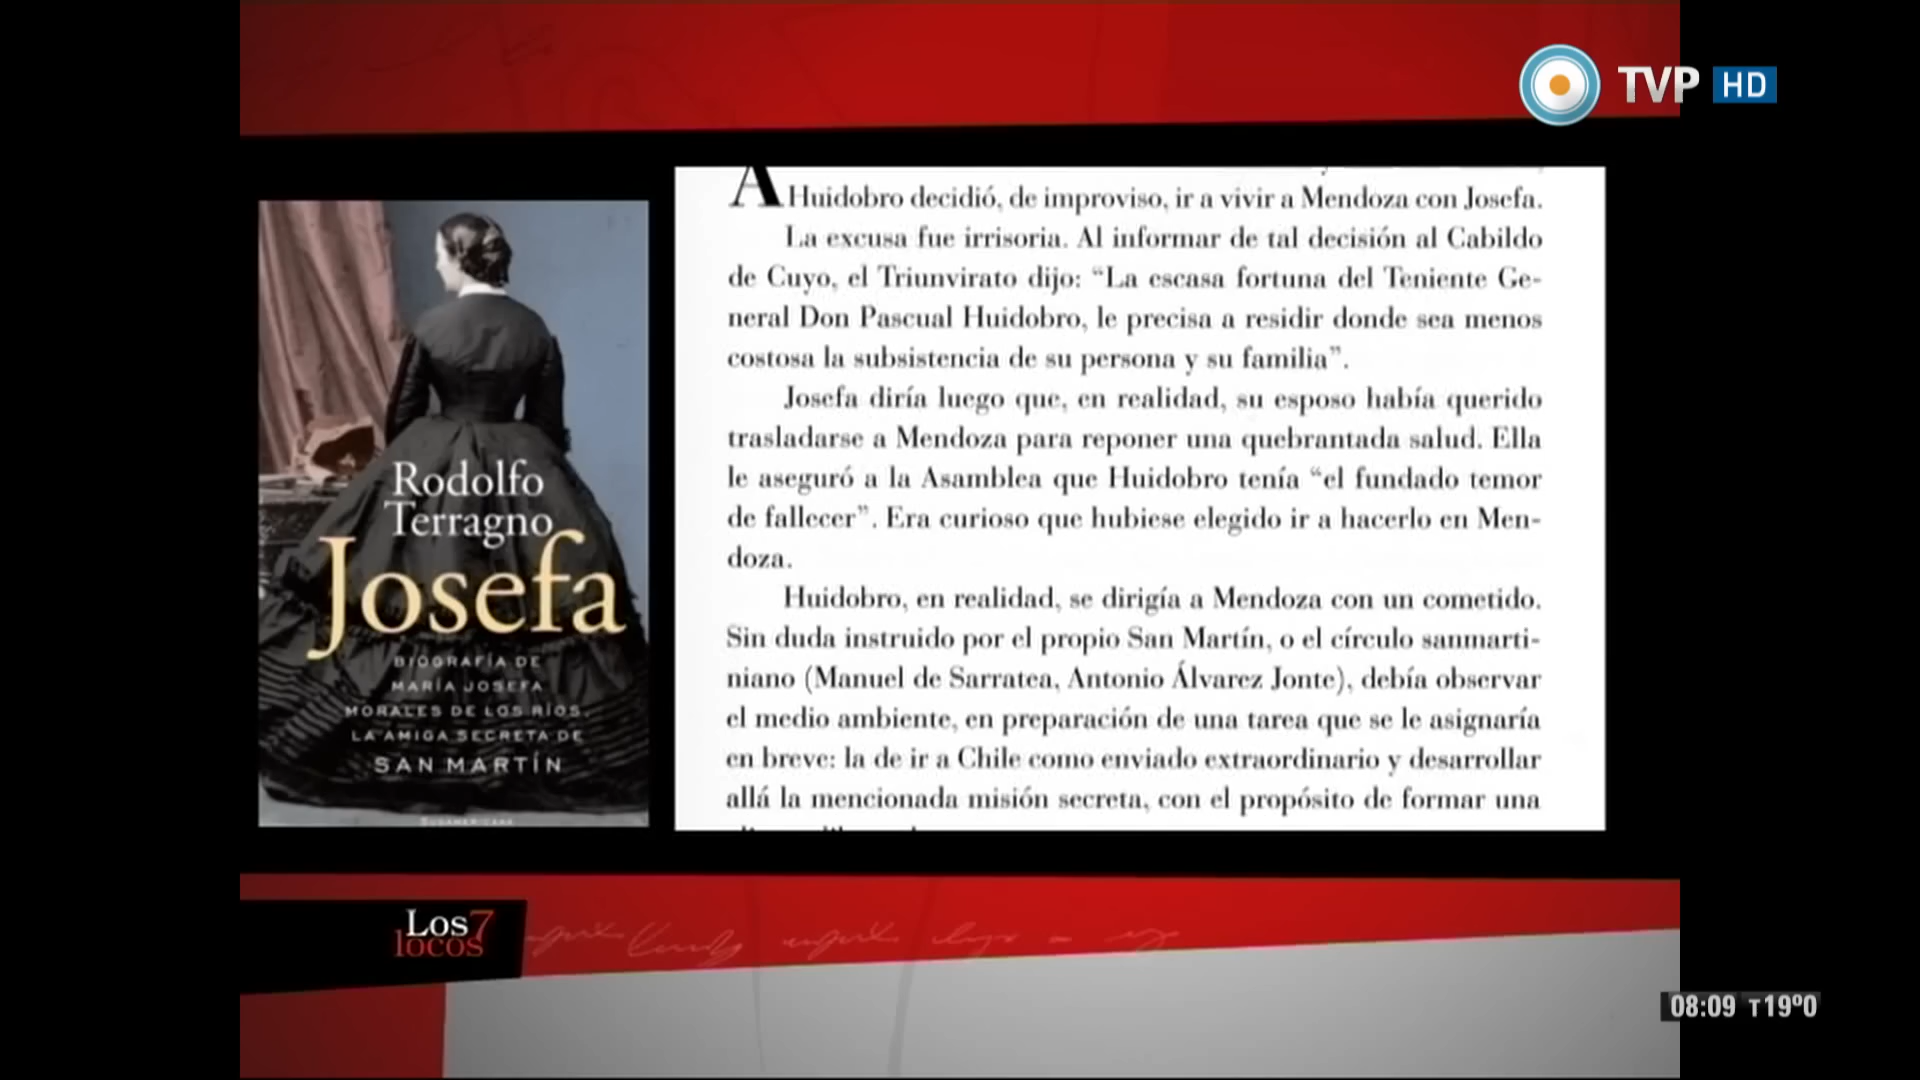 TVP HD
A Huidobro decidió, de improviso, ir a vivir a Mendoza con Josefa.
La excusa fue irrisoria. Al informar de tal decisión al Cabildo
de Cuyo, el Triunvirato dijo: “La escasa fortuna del Teniente Ge-
neral Don Pascual Huidobro, le precisa a residir donde sea menos
costosa la subsistencia de su persona y su familia”.
Josefa diría luego que, en realidad, su esposo había querido
trasladarse a Mendoza para reponer una quebrantada salud. Ella
le aseguró a la Asamblea que Huidobro tenía “el fundado temor
de fallecer”. Era curioso que hubiese elegido ir a hacerlo en Men-
doza.
Huidobro, en realidad, se dirigía a Mendoza con un cometido.
Sin duda instruido por el propio San Martín, o el círculo sanmarti-
niano (Manuel de Sarratea, Antonio Álvarez Jonte), debía observar
el medio ambiente, en preparación de una tarea que se le asignaría
en breve: la de ir a Chile como enviado extraordinario y desarrollar
allá la mencionada misión secreta, con el propósito de formar una
Rodolfo
Terragno
Josefa
BIOGRAFÍA DE
MARÍA JOSEFA
MORALES DE LOS RÍOS,
LA AMIGA SECRETA DE
SAN MARTÍN
SUDAMERICANA
Los 7
locos
08:09 T19º0